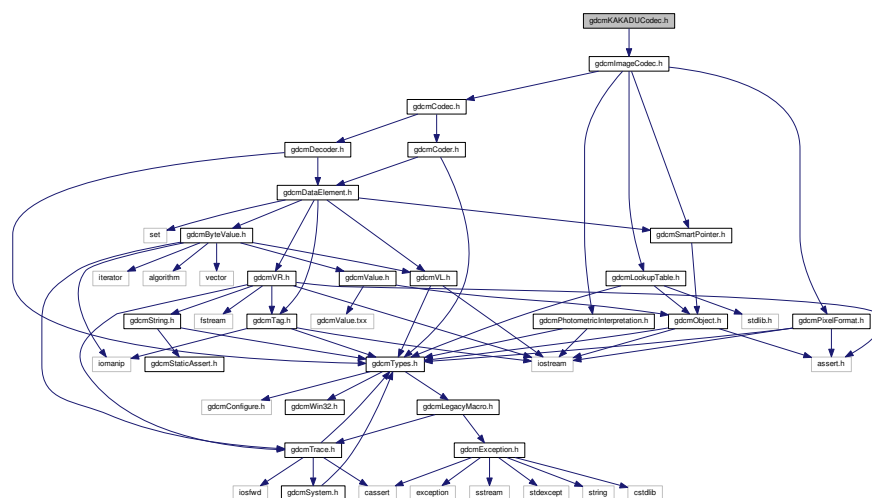 gdcmKAKADUCodec.h
gdcmImageCodec.h
gdcmCodec.h
gdcmDecoder.h
gdcmCoder.h
gdcmDataElement.h
set
gdcmByteValue.h
gdcmSmartPointer.h
iterator
algorithm
vector
gdcmVR.h
gdcmValue.h
gdcmVL.h
gdcmLookupTable.h
gdcmString.h
fstream
gdcmTag.h
gdcmValue.txx
gdcmPhotometricInterpretation.h
gdcmObject.h
stdlib.h
gdcmPixelFormat.h
iomanip
gdcmStaticAssert.h
gdcmTypes.h
iostream
assert.h
gdcmConfigure.h
gdcmWin32.h
gdcmLegacyMacro.h
gdcmTrace.h
gdcmException.h
iosfwd
gdcmSystem.h
cassert
exception
sstream
stdexcept
string
cstdlib